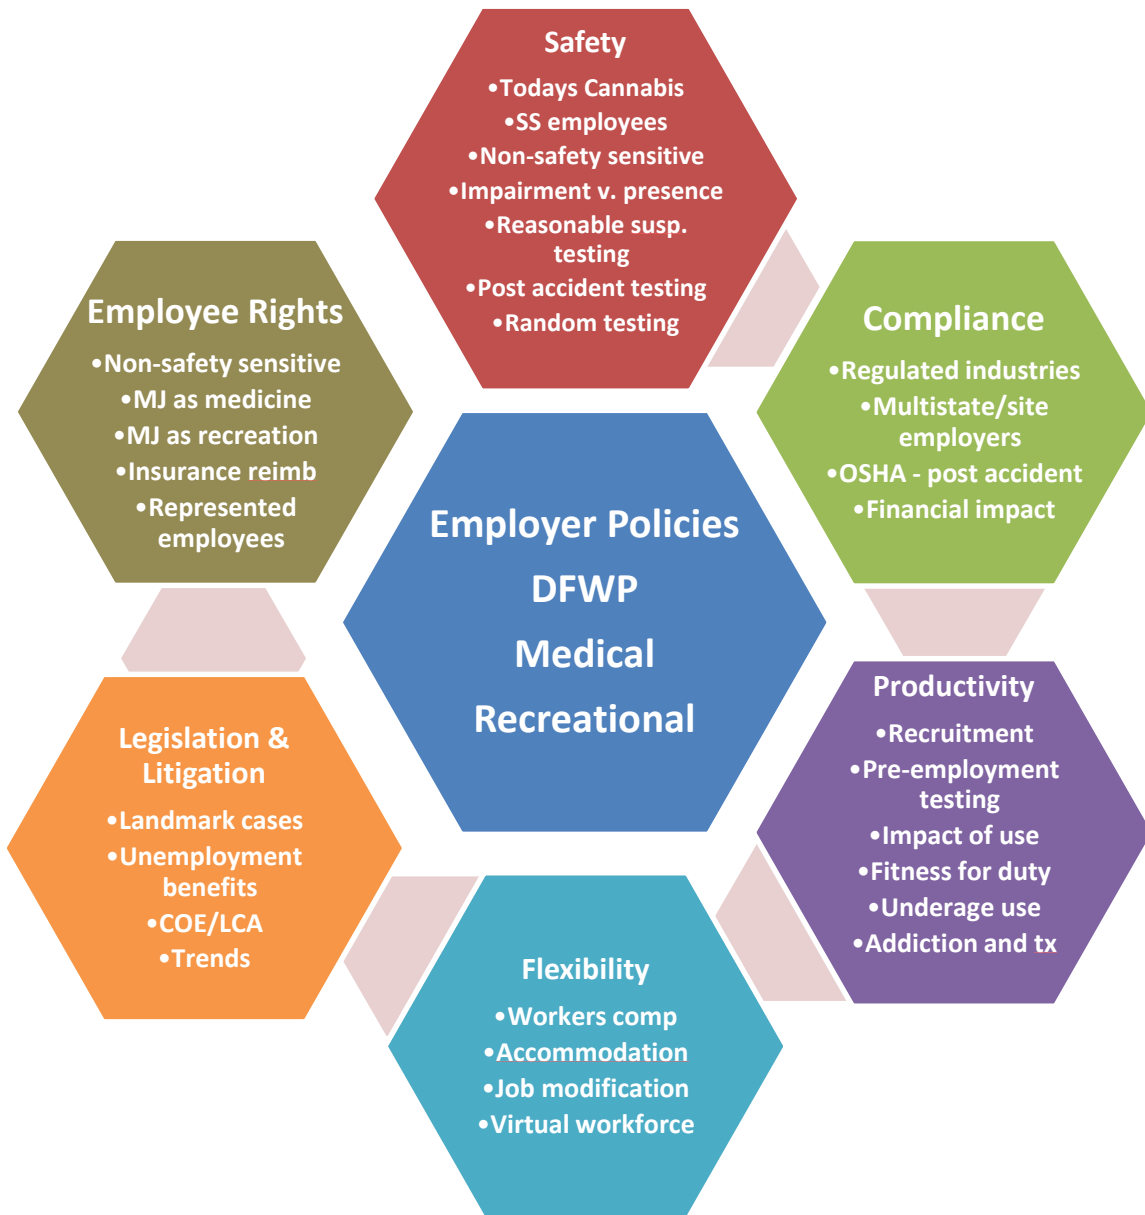 Safety
•Todays Cannabis
•SS employees
•Non-safety sensitive
•Impairment v. presence
•Reasonable susp.
testing
•Post accident testing
•Random testing
Employee Rights
•Non-safety sensitive
•MJ as medicine
•MJ as recreation
•Insurance reimb
•Represented
employees
Compliance
•Regulated industries
•Multistate/site
employers
•OSHA - post accident
•Financial impact
Employer Policies
DFWP
Medical
Recreational
Legislation &
Litigation
•Landmark cases
•Unemployment
benefits
•COE/LCA
•Trends
Productivity
•Recruitment
•Pre-employment
testing
•Impact of use
•Fitness for duty
•Underage use
•Addiction and tx
Flexibility
•Workers comp
•Accommodation
•Job modification
•Virtual workforce